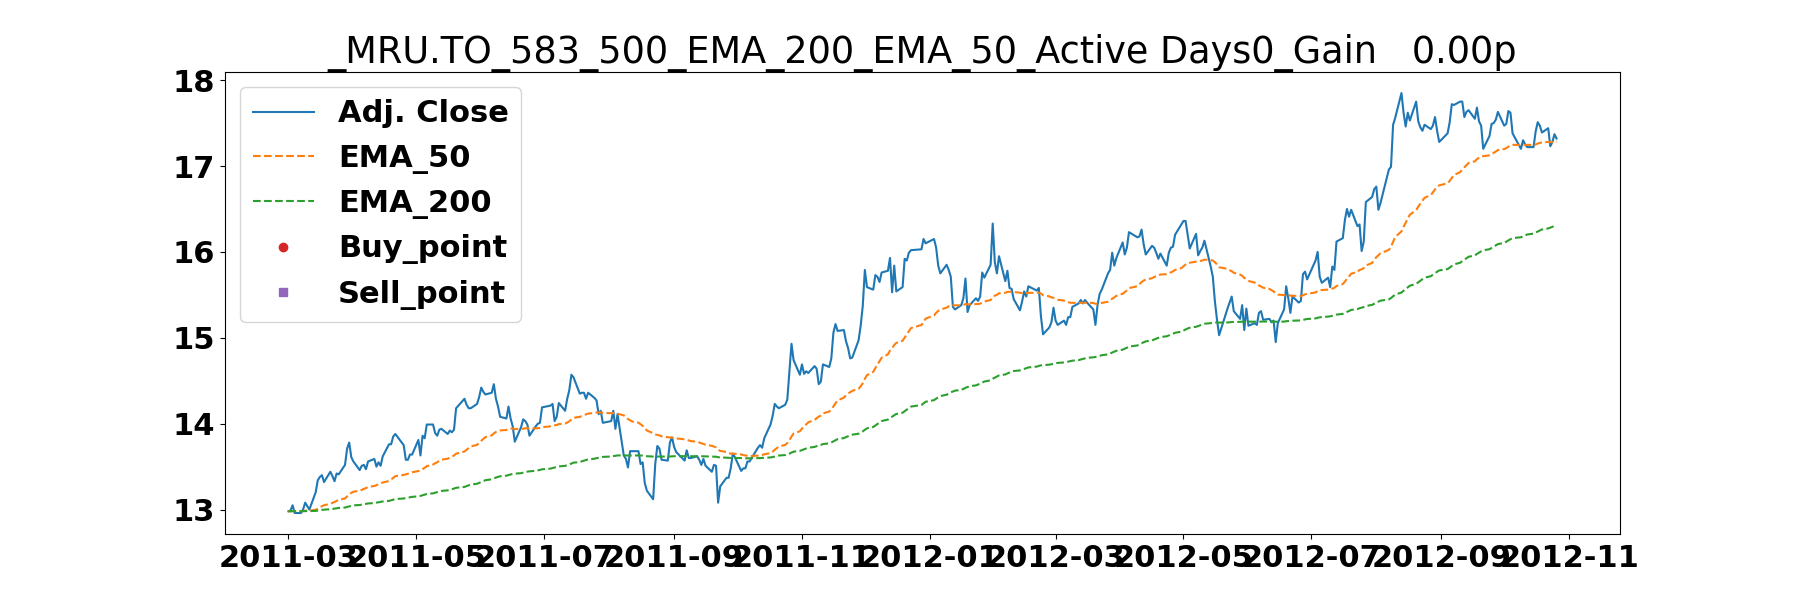 _MRU.TO_583_500_EMA_200_EMA_50_Active Days0_Gain   0.00p
18
17
16
15
14
13
Adj. Close
EMA_50
EMA_200
Buy_point
Sell_point
2011-03 2011-05 2011-07 2011-09 2011-11 2012-01 2012-03 2012-05 2012-07 2012-09 2012-11